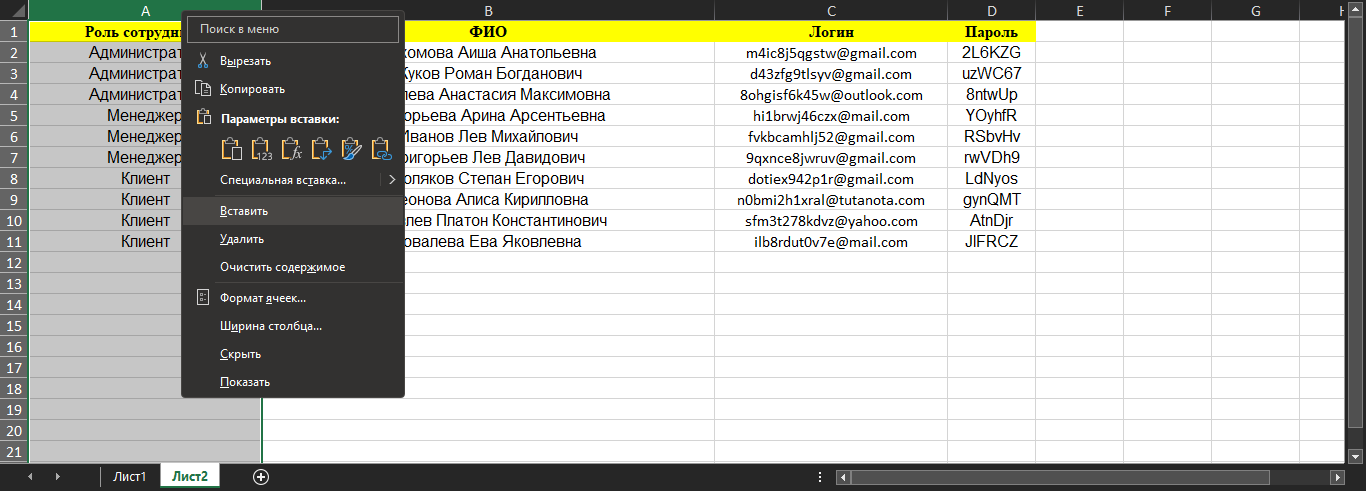 A B C D E F G H
1 Роль сотрудн ФИО Логин Пароль
Поиск в меню
2 Администрат комова Аиша Анатольевна m4ic8j5qgstw@gmail.com 2L6KZG
Вырезать
3 Администрат Куков Роман Богданович d43zfg9tlsyv@gmail.com uzWC67
Копировать
4 Администрат лева Анастасия Максимовна 8ohgisf6k45w@outlook.com 8ntwUp
Параметры вставки:
5 Менеджер орьева Арина Арсентьевна hi1brwj46czx@mail.com YOyhfR
6 Менеджер Иванов Лев Михайлович fvkbcamhlj52@gmail.com RSbvHv
123 fx %
7 Менеджер ригорьев Лев Давидович 9qxnce8jwruv@gmail.com rwVDh9
8 Клиент оляков Степан Егорович dotiex942p1r@gmail.com LdNyos
Специальная вставка...
9 Клиент еонова Алиса Кирилловна n0bmi2h1xral@tutanota.com gynQMT
Вставить
10 Клиент алев Платон Константинович sfm3t278kdvz@yahoo.com AtnDjr
11 Клиент овалева Ева Яковлевна ilb8rdut0v7e@mail.com JlFRCZ
Удалить
12
Очистить содержимое
13
14
Формат ячеек...
15
Ширина столбца...
16
17
Скрыть
18
Показать
19
20
21
Лист1 Лист2